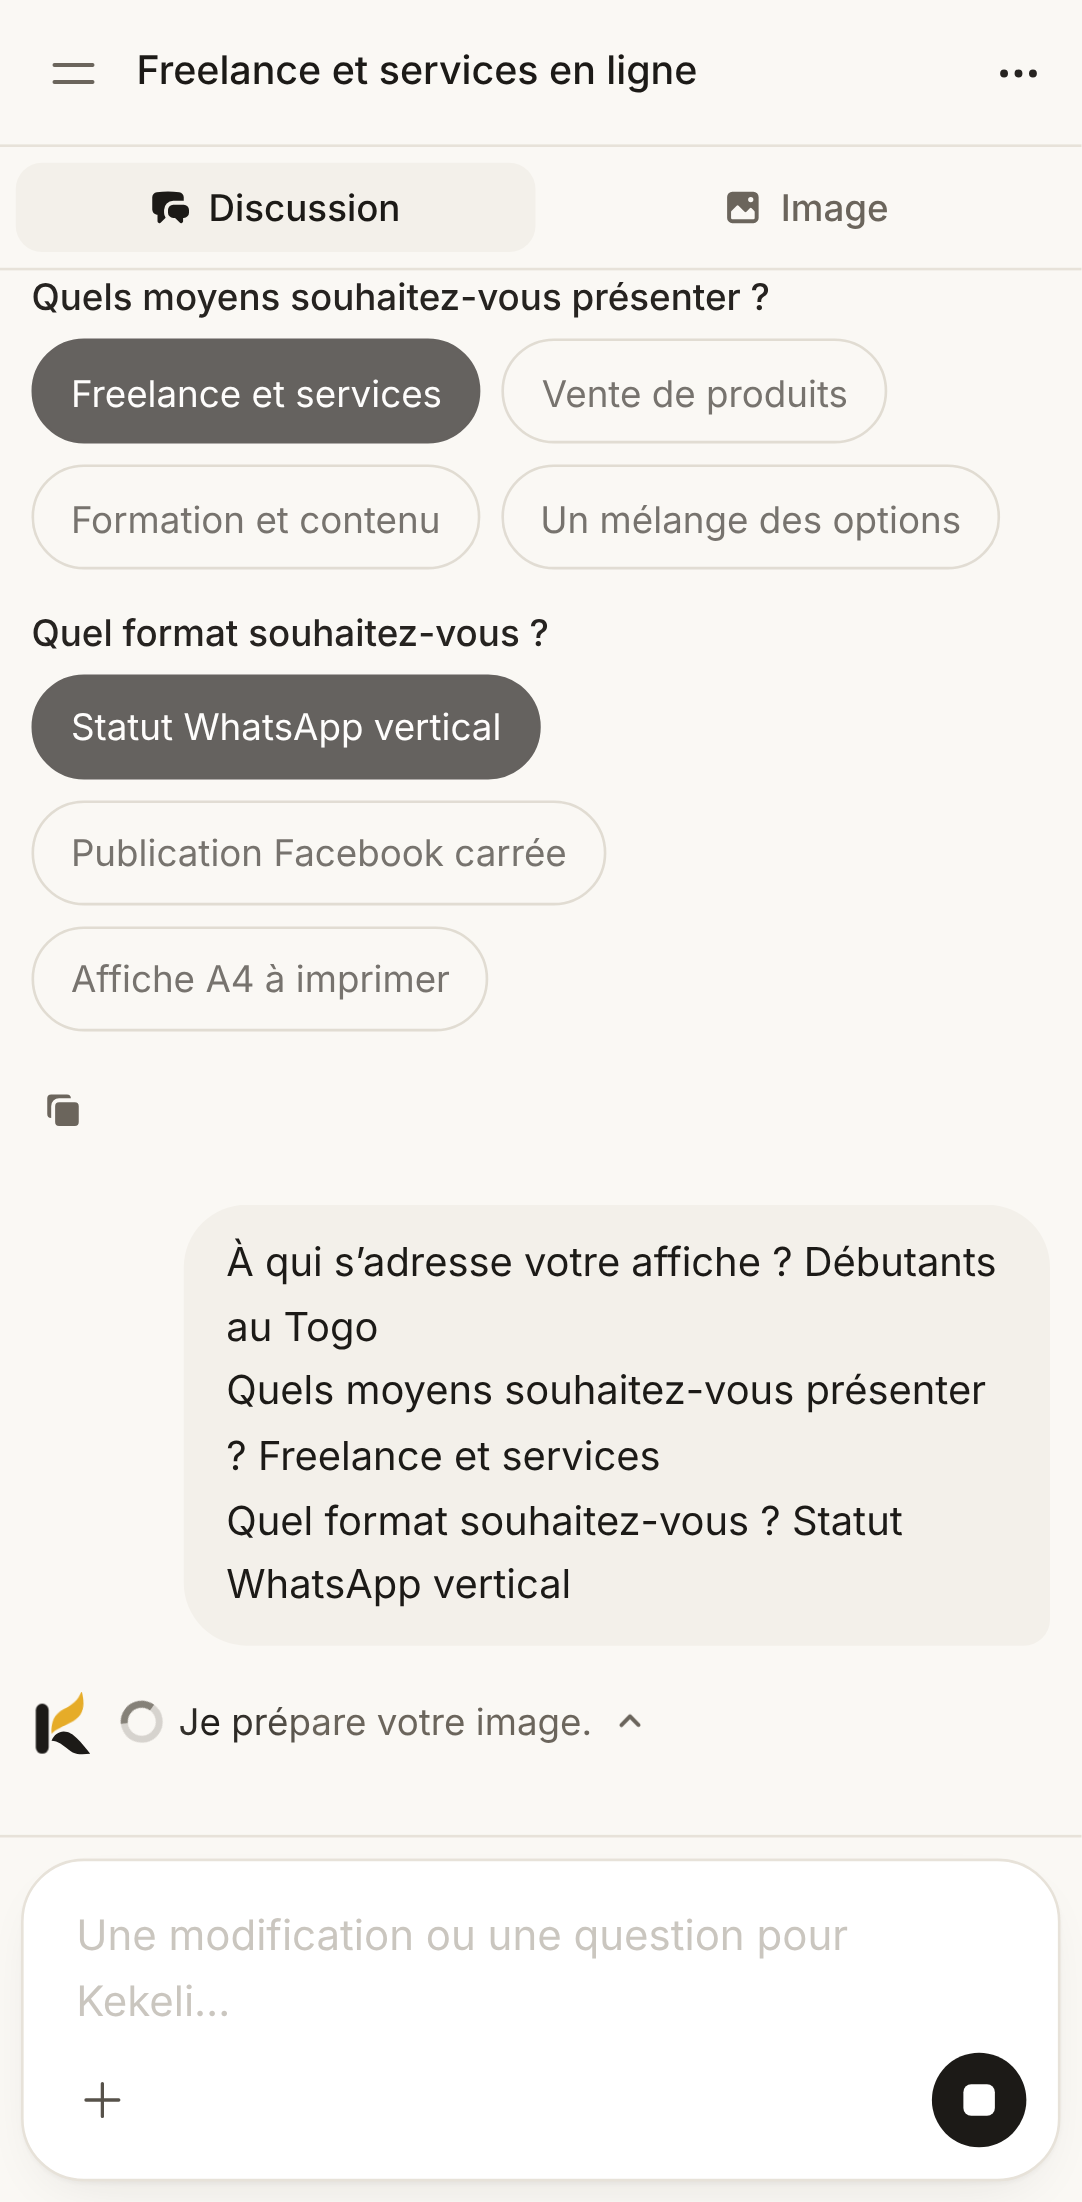 Freelance et services en ligne
Discussion
Image
Quels moyens souhaitez-vous présenter ?
Freelance et services
Vente de produits
Formation et contenu
Un mélange des options
Quel format souhaitez-vous ?
Statut WhatsApp vertical
Publication Facebook carrée
Affiche A4 à imprimer
À qui s’adresse votre affiche ? Débutants
au Togo
Quels moyens souhaitez-vous présenter
? Freelance et services
Quel format souhaitez-vous ? Statut
WhatsApp vertical
Je prépare votre image.
Une modification ou une question pour
Kekeli...